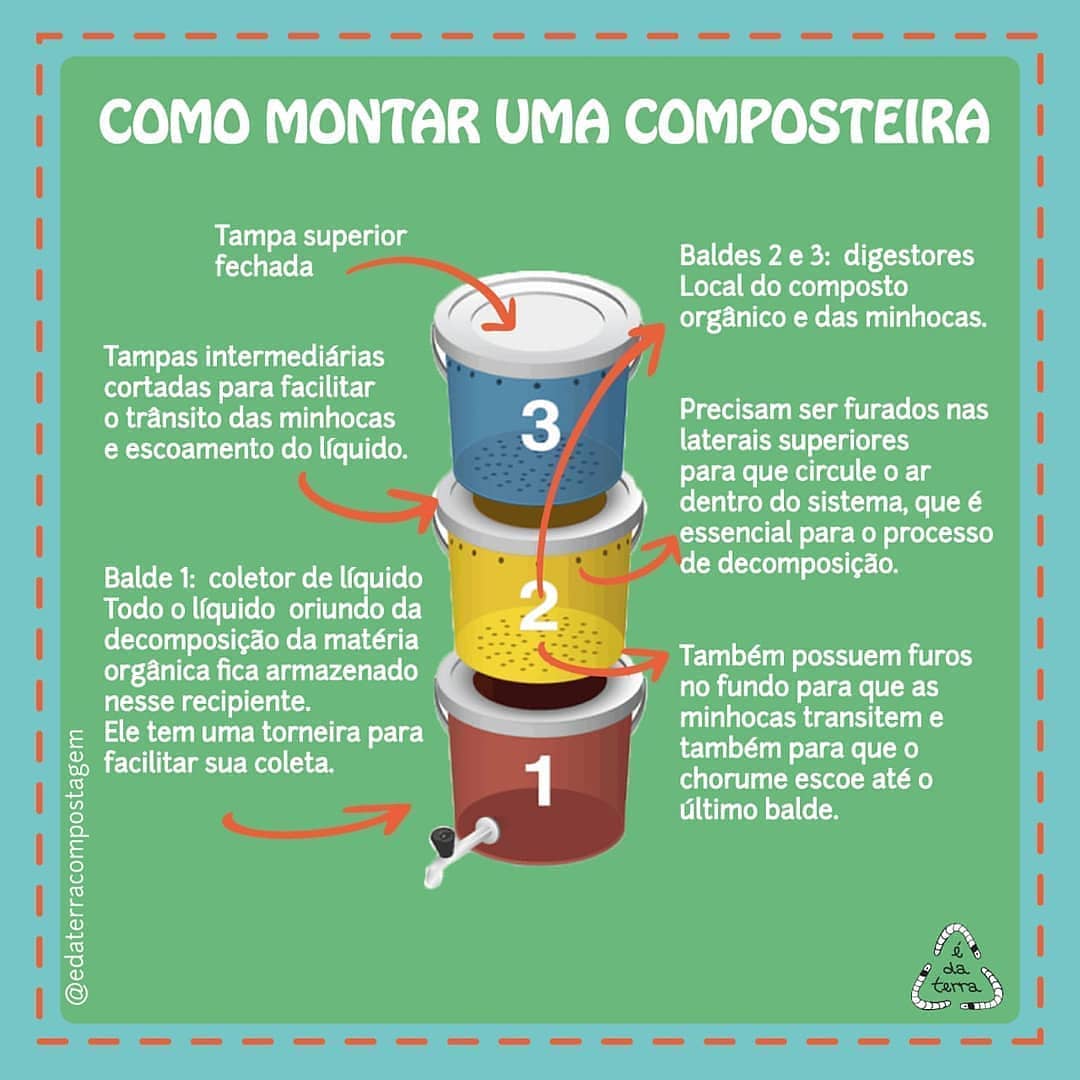 COMO MONTAR UMA COMPOSTEIRA
Tampa superior
fechada
Tampas intermediárias
cortadas para facilitar
o trânsito das minhocas
e escoamento do líquido.
Balde 1: coletor de líquido
Todo o líquido oriundo da
decomposição da matéria
orgânica fica armazenado
nesse recipiente.
Ele tem uma torneira para
facilitar sua coleta.
3
2
1
Baldes 2 e 3: digestores
Local do composto
orgânico e das minhocas.
Precisam ser furados nas
laterais superiores
para que circule o ar
dentro do sistema, que é
essencial para o processo
de decomposição.
Também possuem furos
no fundo para que as
minhocas transitem e
também para que o
chorume escoe até o
último balde.
@edaterracompostagem
é
da
terra